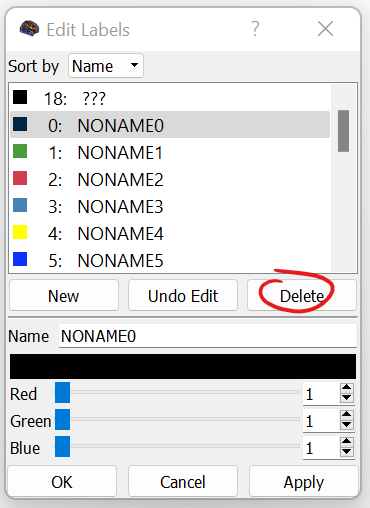 Edit Labels ?
Sort by Name
18: ???
0: NONAME0
1: NONAME1
2: NONAME2
3: NONAME3
4: NONAME4
5: NONAME5
New Undo Edit Delete
Name NONAME0
Red 1
Green 1
Blue 1
OK Cancel Apply